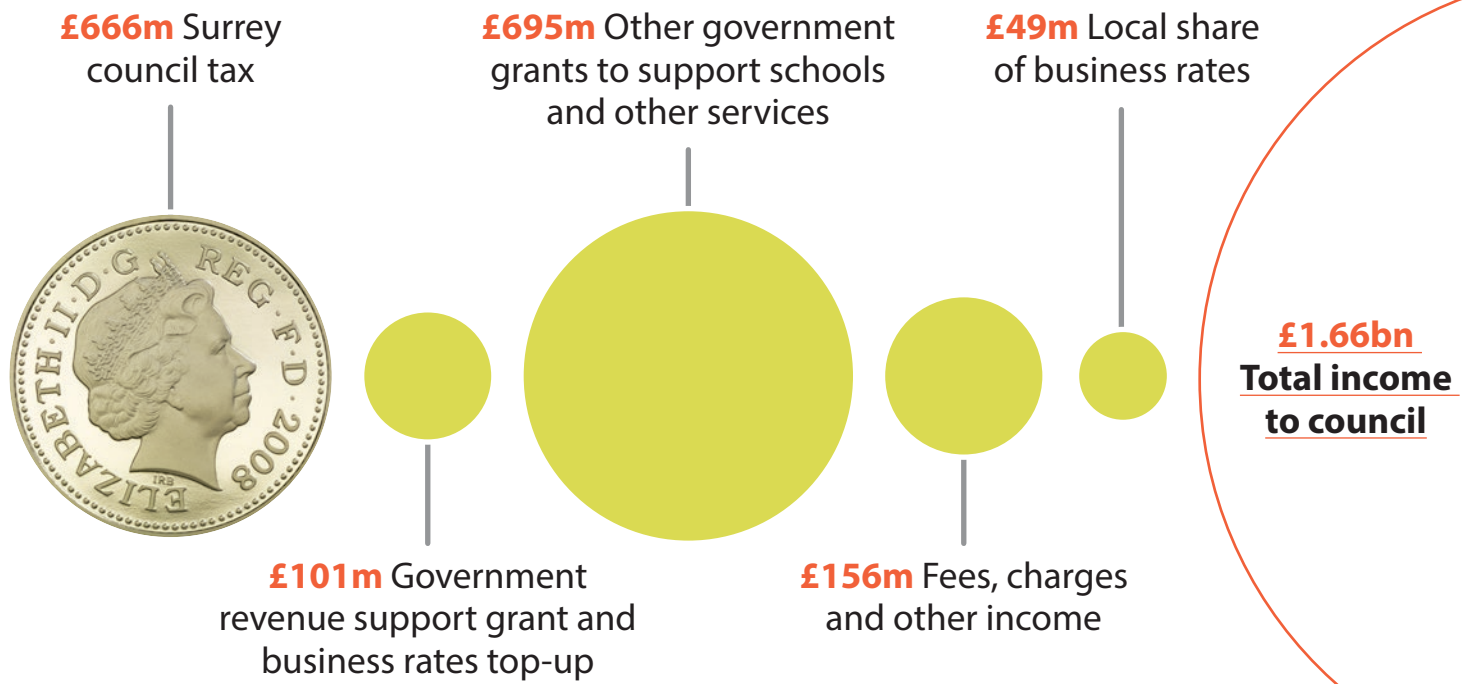 £666m Surrey
council tax
£695m Other government
grants to support schools
and other services
£49m Local share
of business rates
ELIZABETH·II·D·G REG·F·D·2008
IRB
£1.66bn
Total income
to council
£101m Government
revenue support grant and
business rates top-up
£156m Fees, charges
and other income